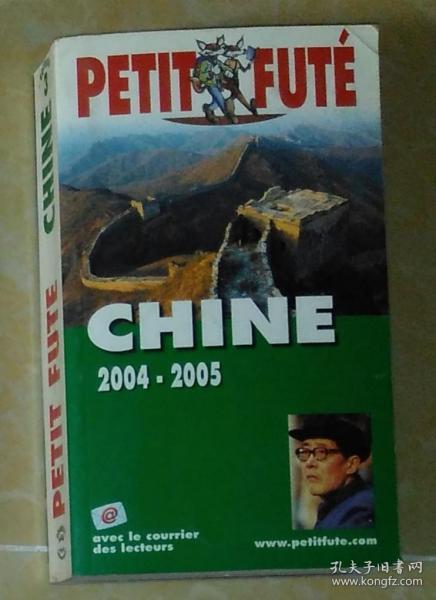 PETIT FUTÉ
CHINE
2004 - 2005
@
avec le courrier
des lecteurs
www.petitfute.com
PETIT FUTE CHINE
孔夫子旧书网
www.kongfz.com